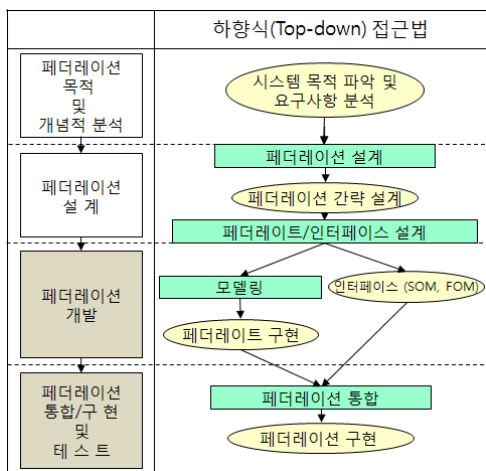 하향식(Top-down) 접근법
페더레이션
목적
및
개념적 분석
시스템 목적 파악 및
요구사항 분석
페더레이션 설계
페더레이션
설 계
페더레이션 간략 설계
페더레이트/인터페이스 설계
페더레이션
개발
모델링
인터페이스 (SOM, FOM)
페더레이트 구현
페더레이션
통합/구 현
및
테 스 트
페더레이션 통합
페더레이션 구현